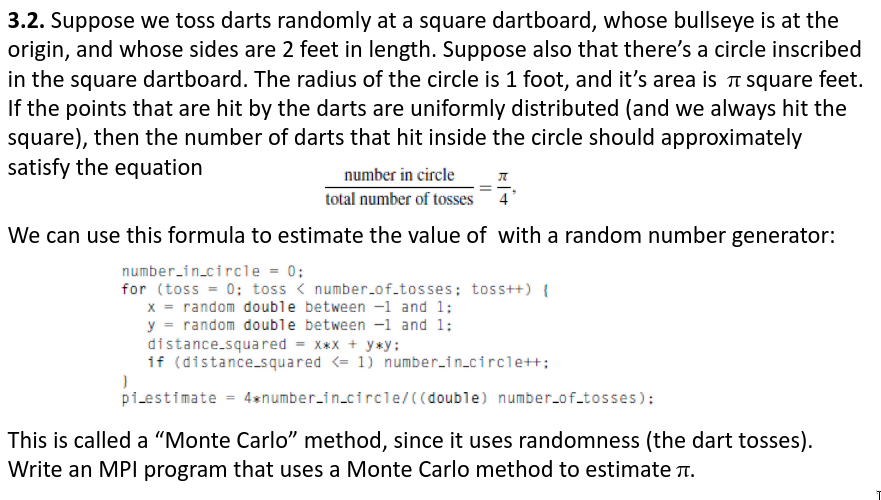 3.2. Suppose we toss darts randomly at a square dartboard, whose bullseye is at the
origin, and whose sides are 2 feet in length. Suppose also that there's a circle inscribed
in the square dartboard. The radius of the circle is 1 foot, and it's area is π square feet.
If the points that are hit by the darts are uniformly distributed (and we always hit the
square), then the number of darts that hit inside the circle should approximately
satisfy the equation
number in circle / total number of tosses = π/4,
We can use this formula to estimate the value of with a random number generator:
number_in_circle = 0;
for (toss = 0; toss < number_of_tosses; toss++) {
x = random double between −1 and 1;
y = random double between −1 and 1;
distance_squared = x*x + y*y;
if (distance_squared <= 1) number_in_circle++;
}
pi_estimate = 4*number_in_circle/((double) number_of_tosses);
This is called a “Monte Carlo” method, since it uses randomness (the dart tosses).
Write an MPI program that uses a Monte Carlo method to estimate π.